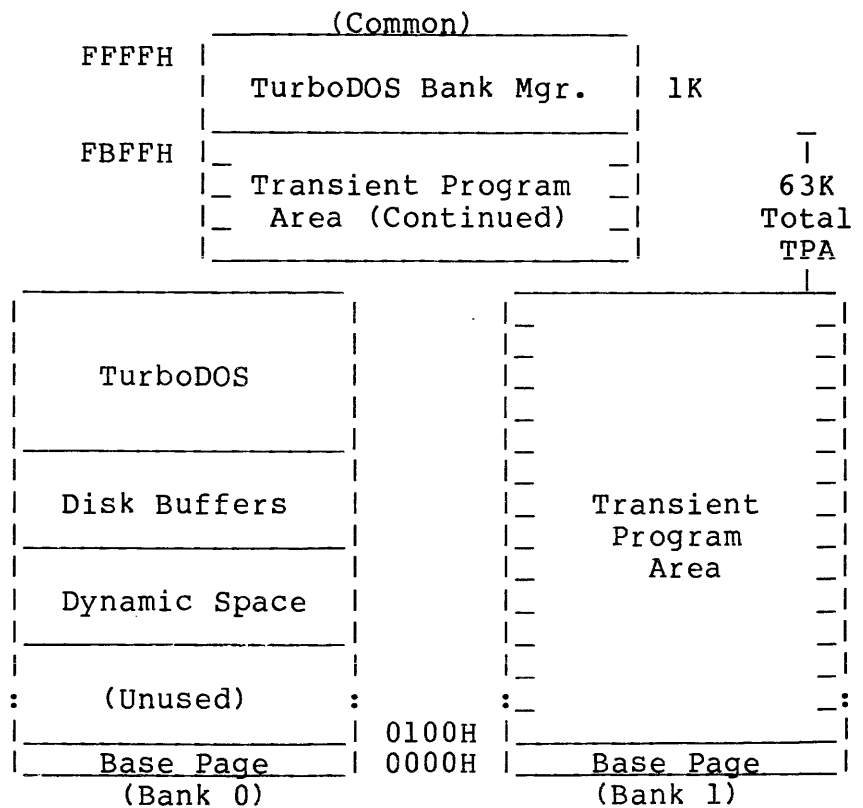 (Common)
FFFFH
TurboDOS Bank Mgr. 1K
FBFFH
Transient Program 63K
Area (Continued) Total
TPA
TurboDOS
Disk Buffers Transient
Program
Area
Dynamic Space
(Unused)
0100H
Base Page 0000H Base Page
(Bank 0) (Bank 1)